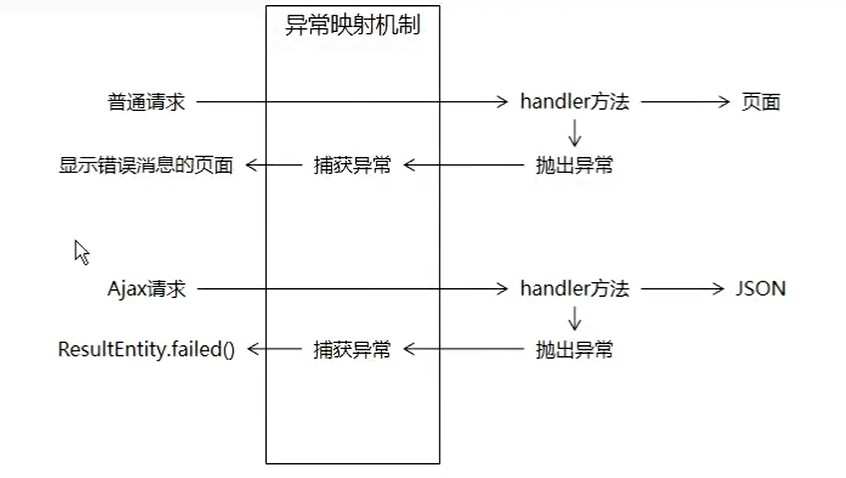 异常映射机制
普通请求 handler方法 页面
显示错误消息的页面 捕获异常 抛出异常
Ajax请求 handler方法 JSON
ResultEntity.failed() 捕获异常 抛出异常